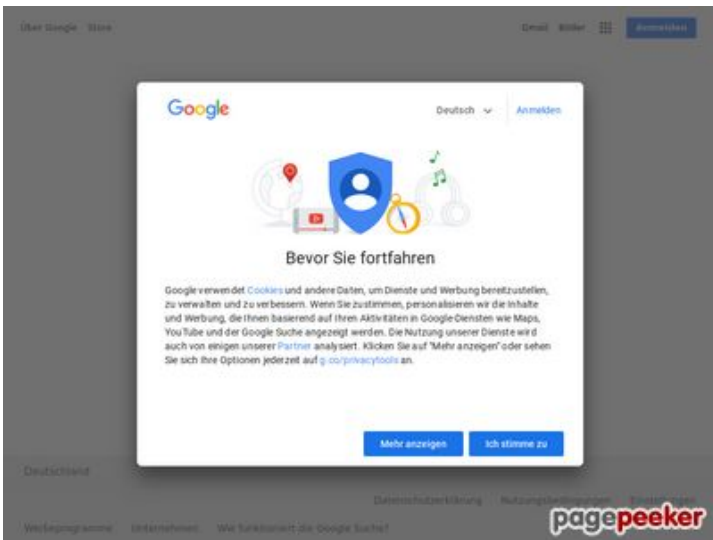 Über Google Store
Gmail Bilder Anmelden
Google
Deutsch Anmelden
Bevor Sie fortfahren
Google verwendet Cookies und andere Daten, um Dienste und Werbung bereitzustellen,
zu verwalten und zu verbessern. Wenn Sie zustimmen, personalisieren wir die Inhalte
und Werbung, die Ihnen basierend auf Ihren Aktivitäten in Google-Diensten wie Maps,
YouTube und der Google Suche angezeigt werden. Die Nutzung unserer Dienste wird
auch von einigen unserer Partner analysiert. Klicken Sie auf "Mehr anzeigen" oder sehen
Sie sich Ihre Optionen jederzeit auf g.co/privacytools an.
Mehr anzeigen Ich stimme zu
Deutschland
Datenschutzerklärung Nutzungsbedingungen Einstellungen
Werbeprogramme Unternehmen Wie funktioniert die Google Suche?
pagepeeker